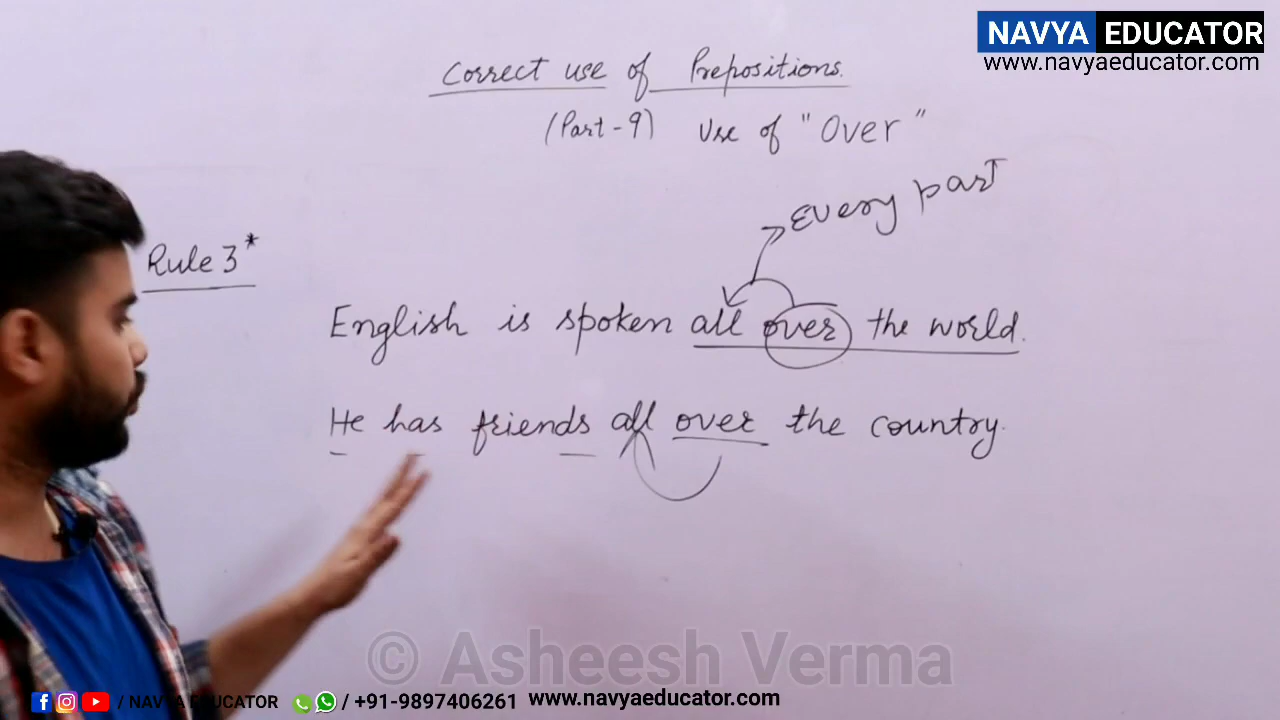 NAVYA EDUCATOR
www.navyaeducator.com
Correct use of Prepositions.
(Part-9) Use of "Over"
Every part
Rule 3*
English is spoken all over the world.
He has friends all over the country.
© Asheesh Verma
/ NAVYA EDUCATOR / +91-9897406261 www.navyaeducator.com